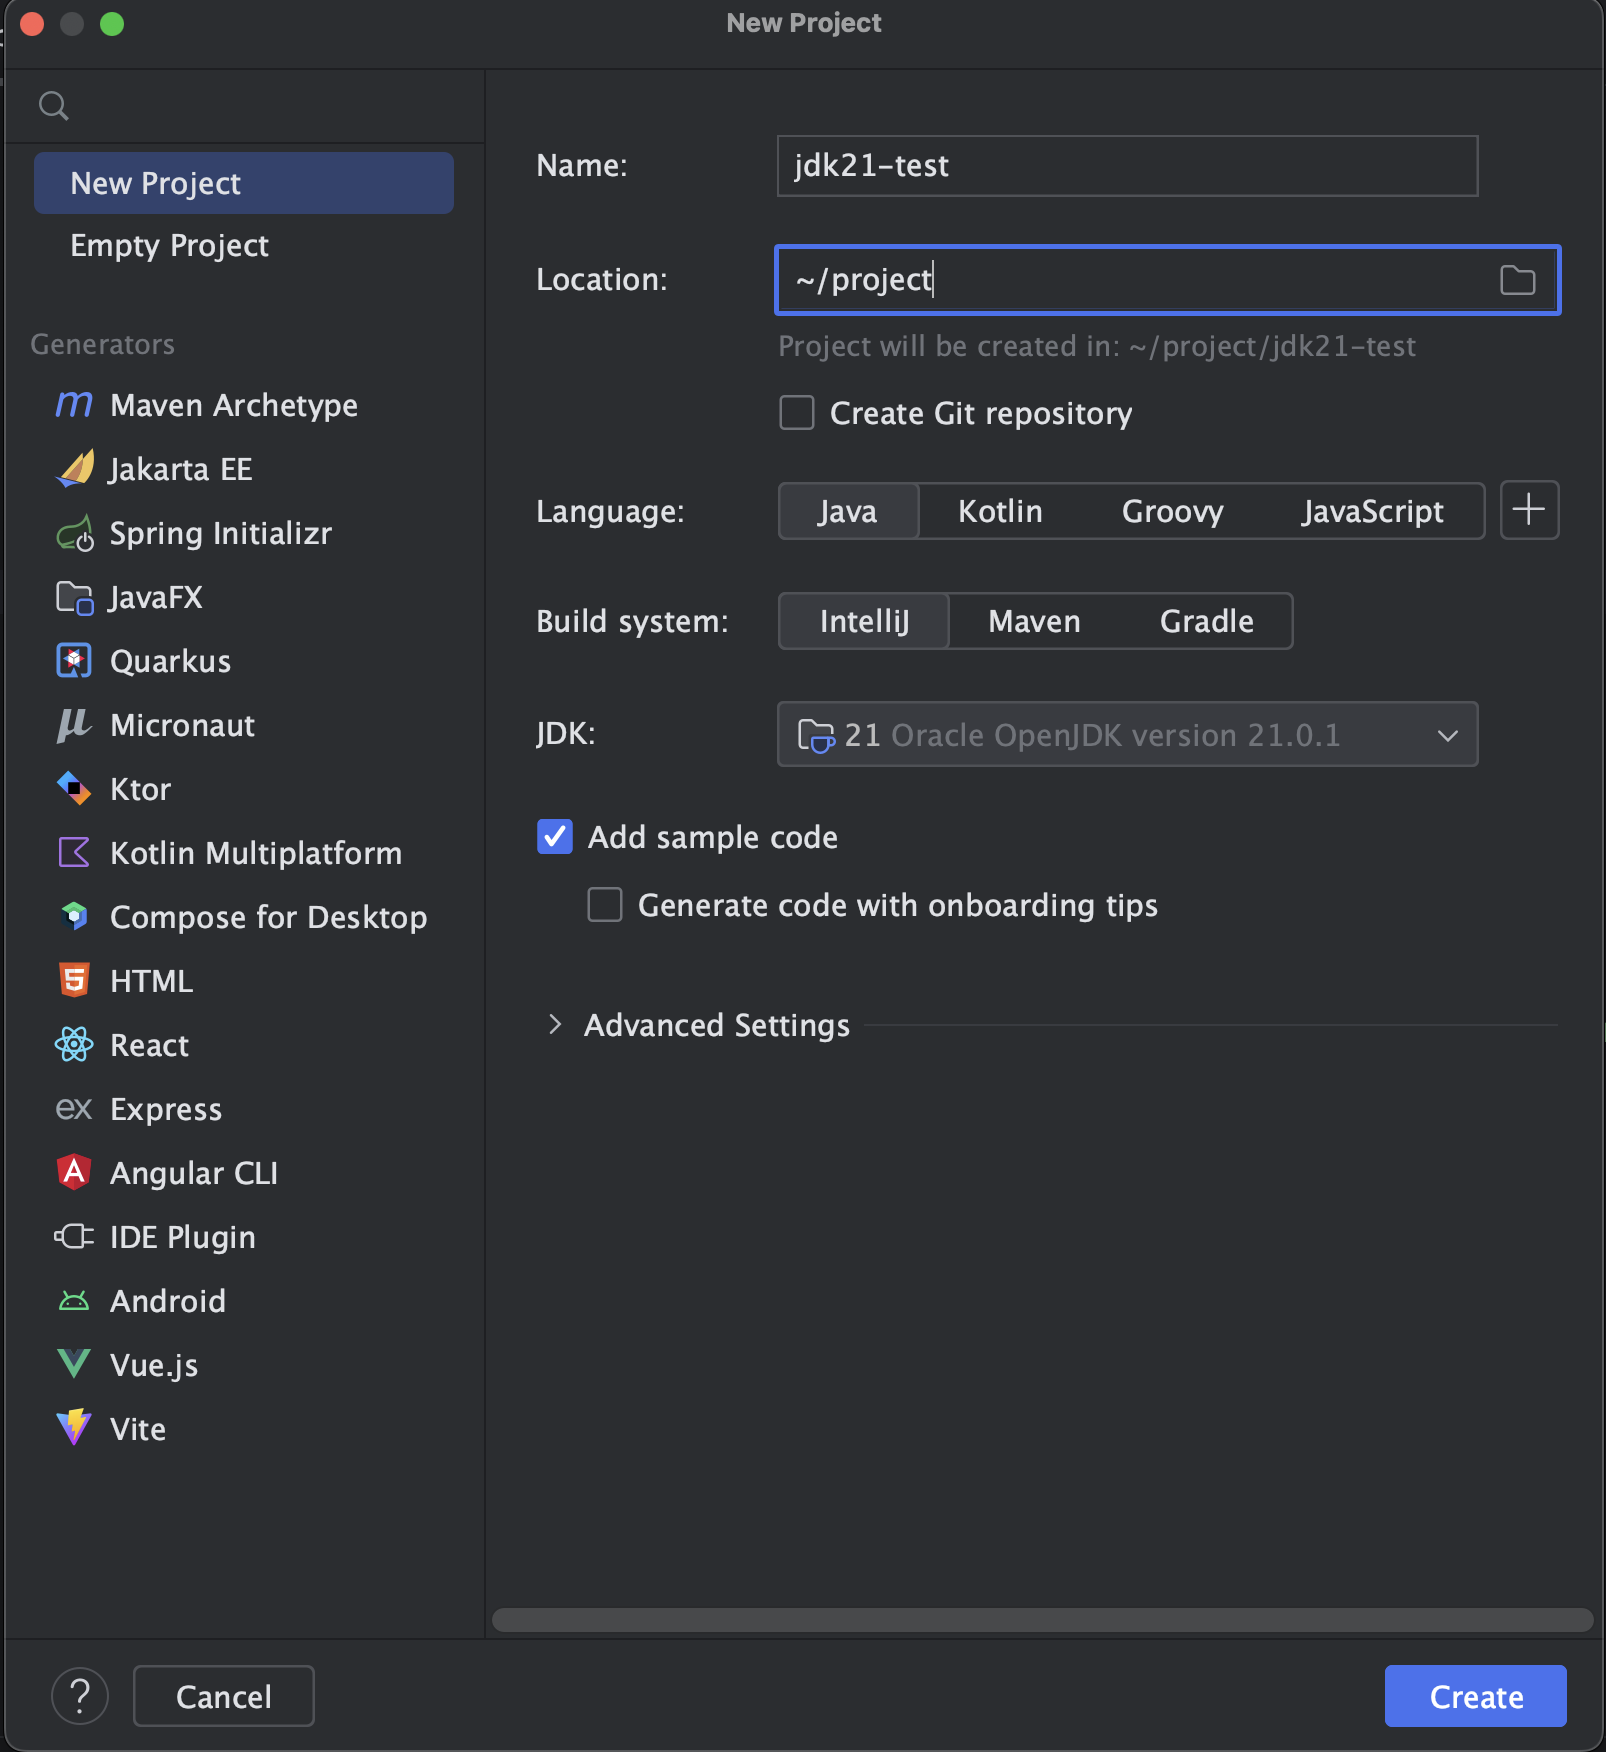 New Project
New Project
Empty Project
Generators
Maven Archetype
Jakarta EE
Spring Initializr
JavaFX
Quarkus
Micronaut
Ktor
Kotlin Multiplatform
Compose for Desktop
HTML
React
ex Express
Angular CLI
IDE Plugin
Android
Vue.js
Vite
Name: jdk21-test
Location: ~/project
Project will be created in: ~/project/jdk21-test
Create Git repository
Language: Java Kotlin Groovy JavaScript +
Build system: IntelliJ Maven Gradle
JDK: 21 Oracle OpenJDK version 21.0.1
Add sample code
Generate code with onboarding tips
Advanced Settings
? Cancel Create